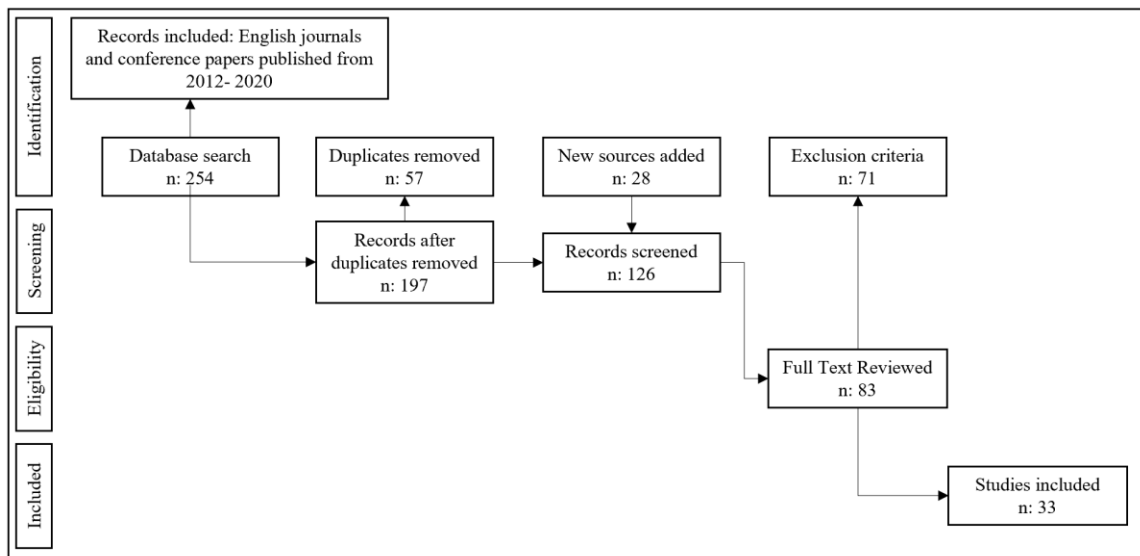 Identification
Records included: English journals
and conference papers published from
2012- 2020
Database search
n: 254
Duplicates removed
n: 57
New sources added
n: 28
Exclusion criteria
n: 71
Screening
Records after
duplicates removed
n: 197
Records screened
n: 126
Eligibility
Full Text Reviewed
n: 83
Included
Studies included
n: 33